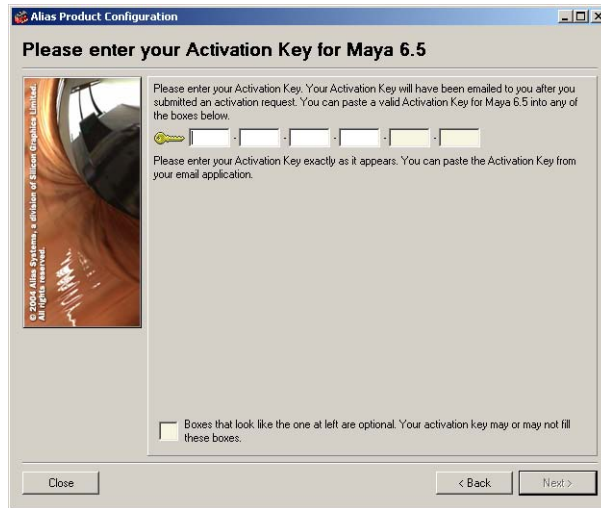 Alias Product Configuration
Please enter your Activation Key for Maya 6.5
© 2004 Alias Systems, a division of Silicon Graphics Limited.
All rights reserved.
Please enter your Activation Key. Your Activation Key will have been emailed to you after you
submitted an activation request. You can paste a valid Activation Key for Maya 6.5 into any of
the boxes below.
- - - - -
Please enter your Activation Key exactly as it appears. You can paste the Activation Key from
your email application.
Boxes that look like the one at left are optional. Your activation key may or may not fill
these boxes.
Close
< Back
Next >